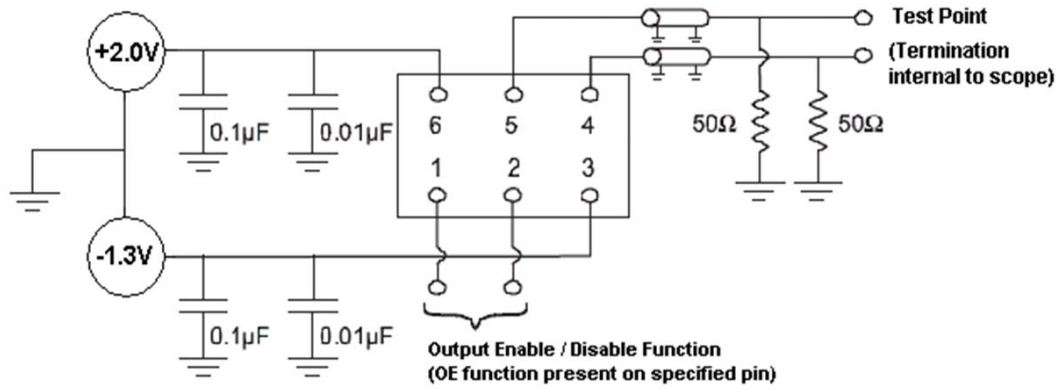 +2.0V
Test Point
(Termination
internal to scope)
0.1µF
0.01µF
6
5
4
50Ω
50Ω
1
2
3
-1.3V
0.1µF
0.01µF
Output Enable / Disable Function
(OE function present on specified pin)